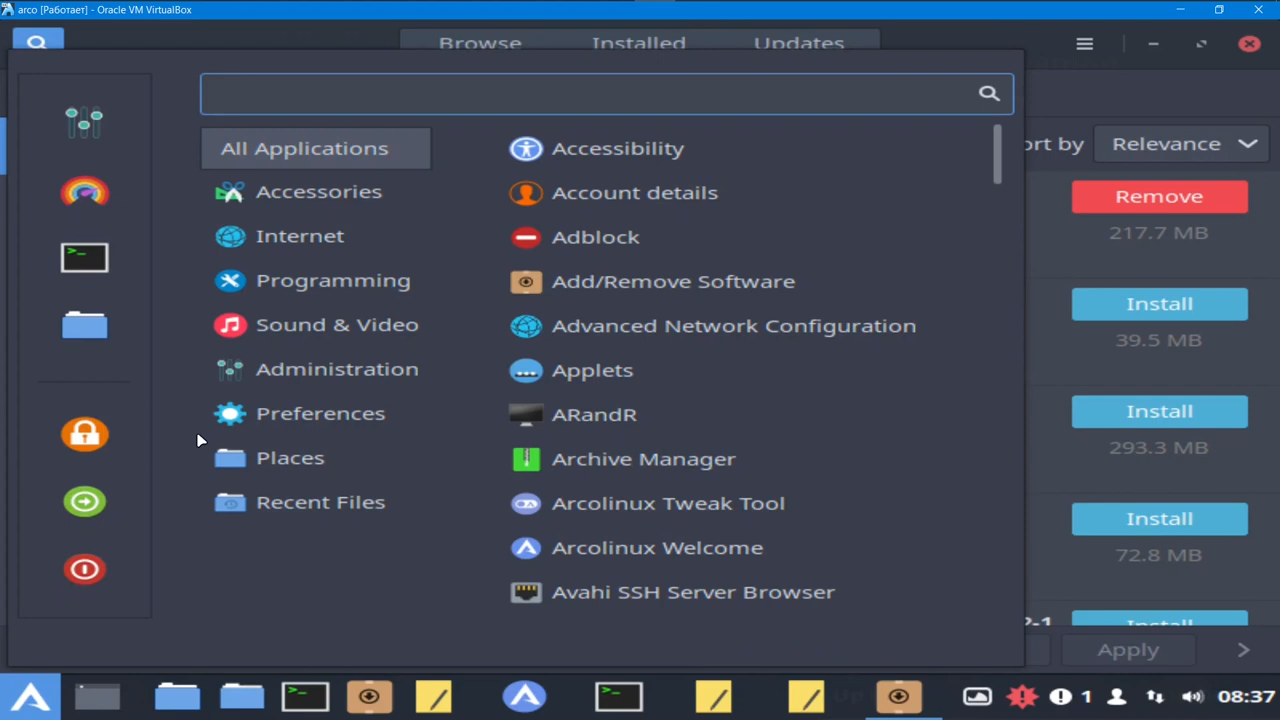 arco [Работает] - Oracle VM VirtualBox
Browse Installed Updates
All Applications
Accessories
Internet
Programming
Sound & Video
Administration
Preferences
Places
Recent Files
Accessibility
Account details
Adblock
Add/Remove Software
Advanced Network Configuration
Applets
ARandR
Archive Manager
Arcolinux Tweak Tool
Arcolinux Welcome
Avahi SSH Server Browser
ort by Relevance
Remove
217.7 MB
Install
39.5 MB
Install
293.3 MB
Install
72.8 MB
Install
Apply
1 08:37